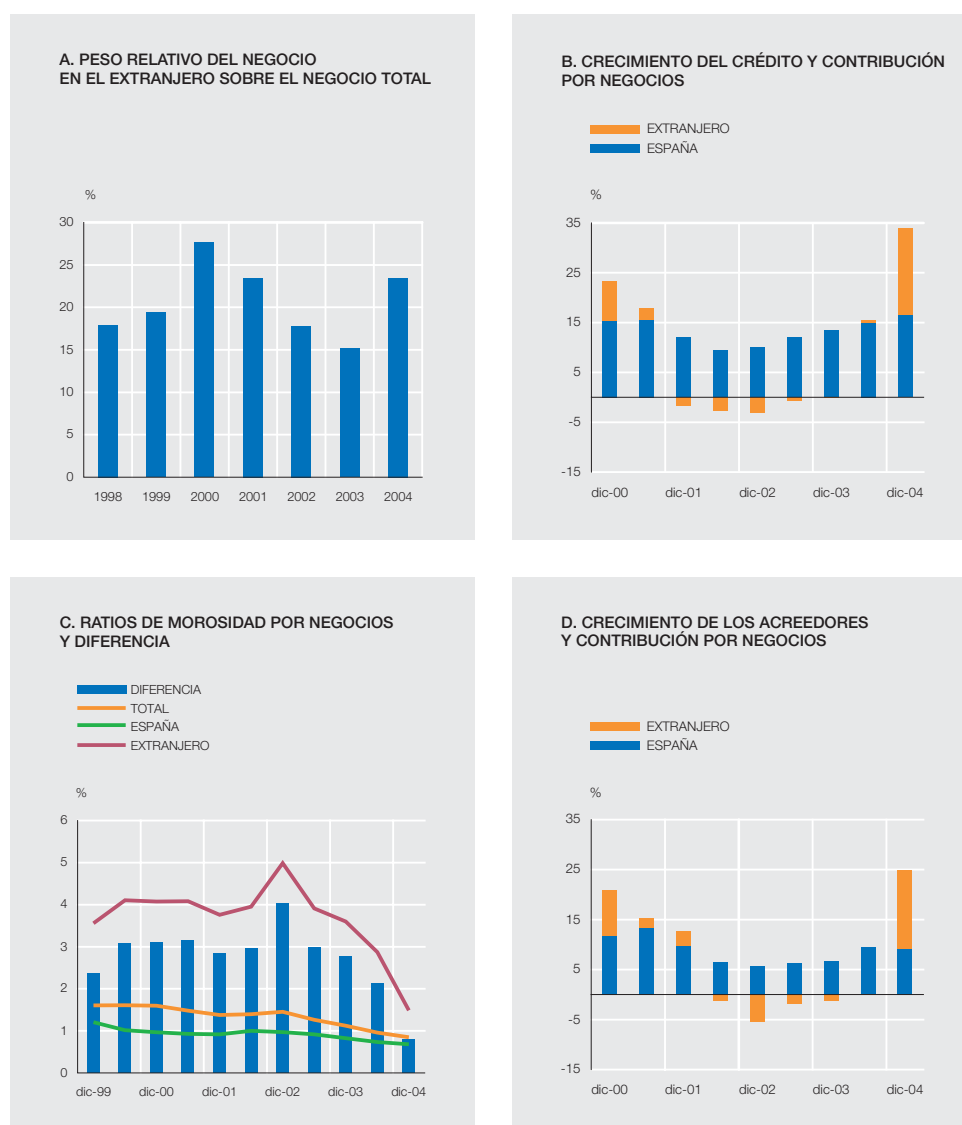 A. PESO RELATIVO DEL NEGOCIO
EN EL EXTRANJERO SOBRE EL NEGOCIO TOTAL
%
30
25
20
15
10
5
0
1998 1999 2000 2001 2002 2003 2004
B. CRECIMIENTO DEL CRÉDITO Y CONTRIBUCIÓN
POR NEGOCIOS
EXTRANJERO
ESPAÑA
%
35
25
15
5
-5
-15
dic-00 dic-01 dic-02 dic-03 dic-04
C. RATIOS DE MOROSIDAD POR NEGOCIOS
Y DIFERENCIA
DIFERENCIA
TOTAL
ESPAÑA
EXTRANJERO
%
6
5
4
3
2
1
0
dic-99 dic-00 dic-01 dic-02 dic-03 dic-04
D. CRECIMIENTO DE LOS ACREEDORES
Y CONTRIBUCIÓN POR NEGOCIOS
EXTRANJERO
ESPAÑA
%
35
25
15
5
-5
-15
dic-00 dic-01 dic-02 dic-03 dic-04